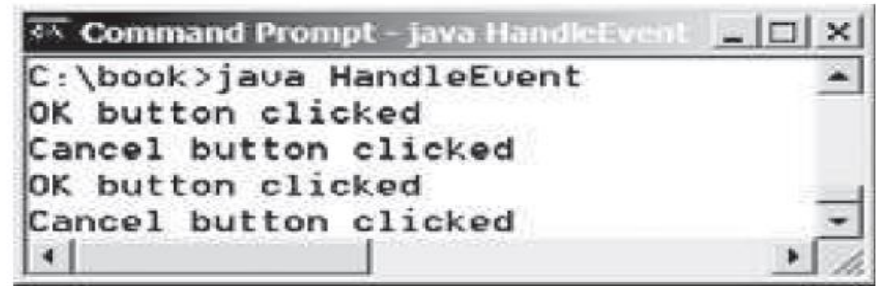 Command Prompt - java HandleEvent
C:\book>java HandleEvent
OK button clicked
Cancel button clicked
OK button clicked
Cancel button clicked